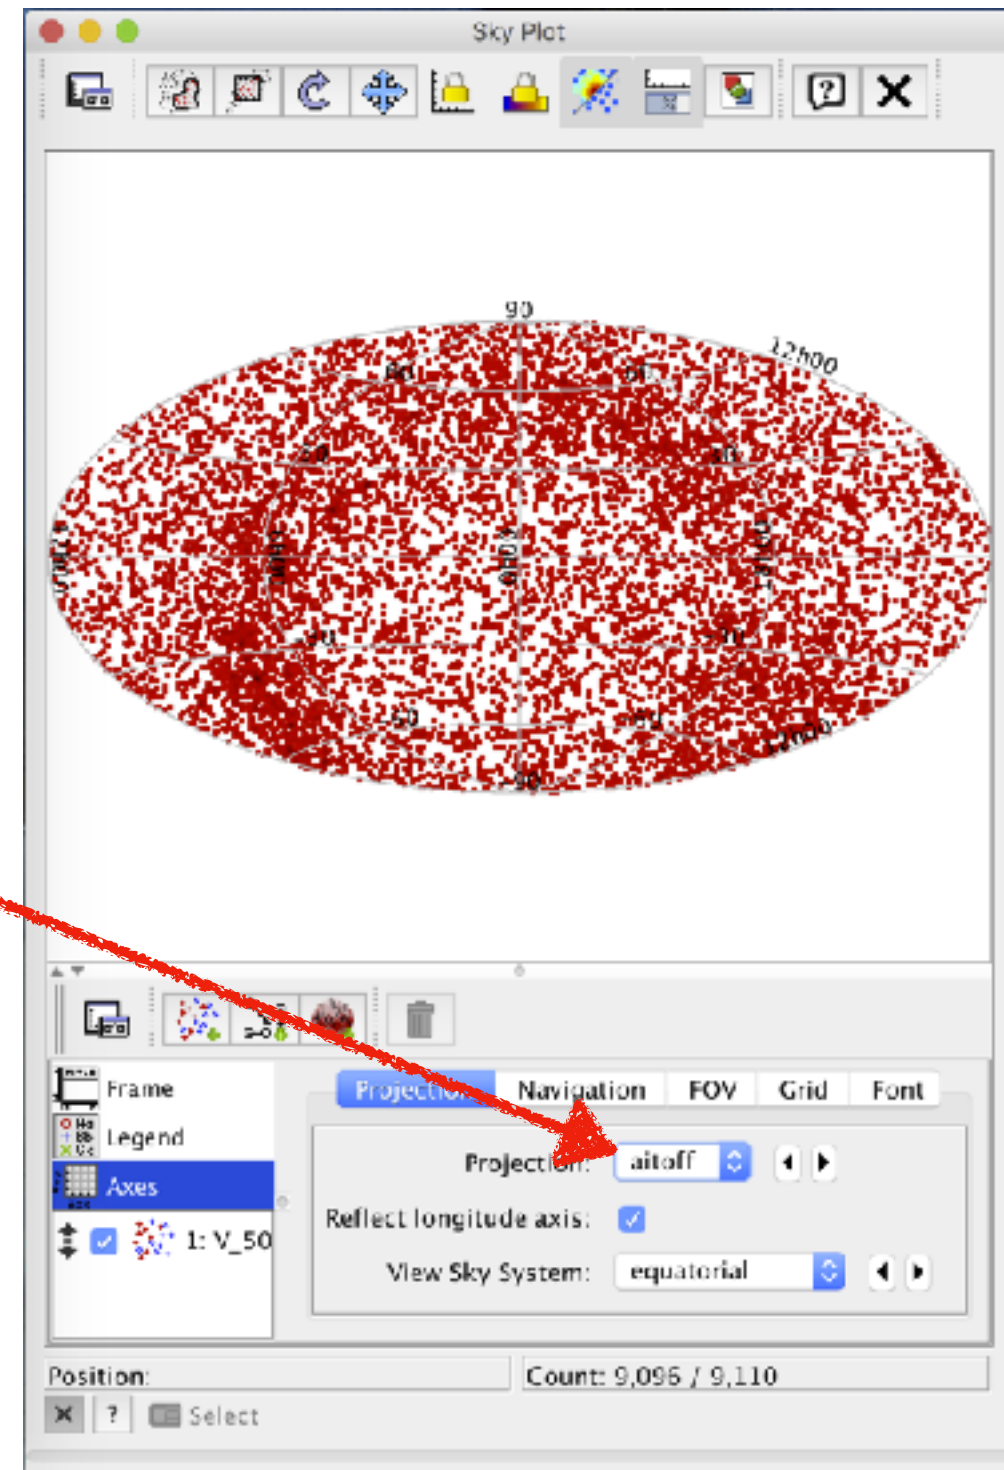 Sky Plot
90
12h00
60
60
30
30
-30
-30
-60
-60
12h00
-90
Frame
Legend
Axes
1: V_50
Projection Navigation FOV Grid Font
Projection: aitoff
Reflect longitude axis:
View Sky System: equatorial
Position:
Count: 9,096 / 9,110
? Select